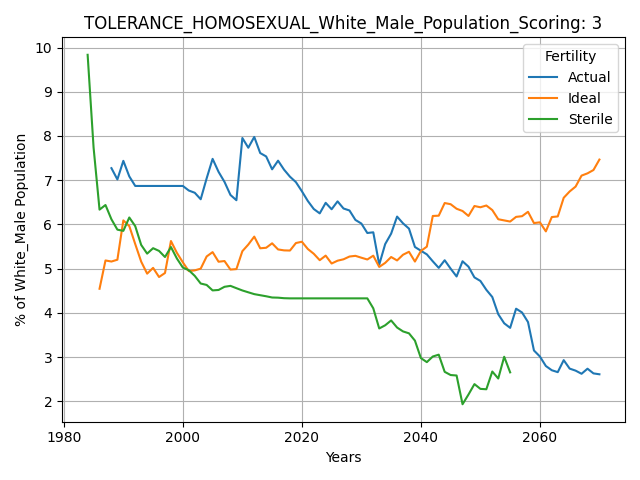 TOLERANCE_HOMOSEXUAL_White_Male_Population_Scoring: 3
Fertility
Actual
Ideal
Sterile
% of White_Male Population
10
9
8
7
6
5
4
3
2
1980
2000
2020
2040
2060
Years